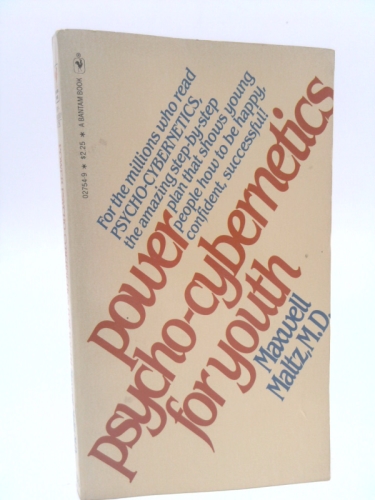 02754-9 ★ $2.25 ★ A BANTAM BOOK
For the millions who read
PSYCHO-CYBERNETICS,
the amazing step-by-step
plan that shows young
people how to be happy,
confident, successful!
power
psycho-cybernetics
for youth
Maxwell
Maltz, M.D.